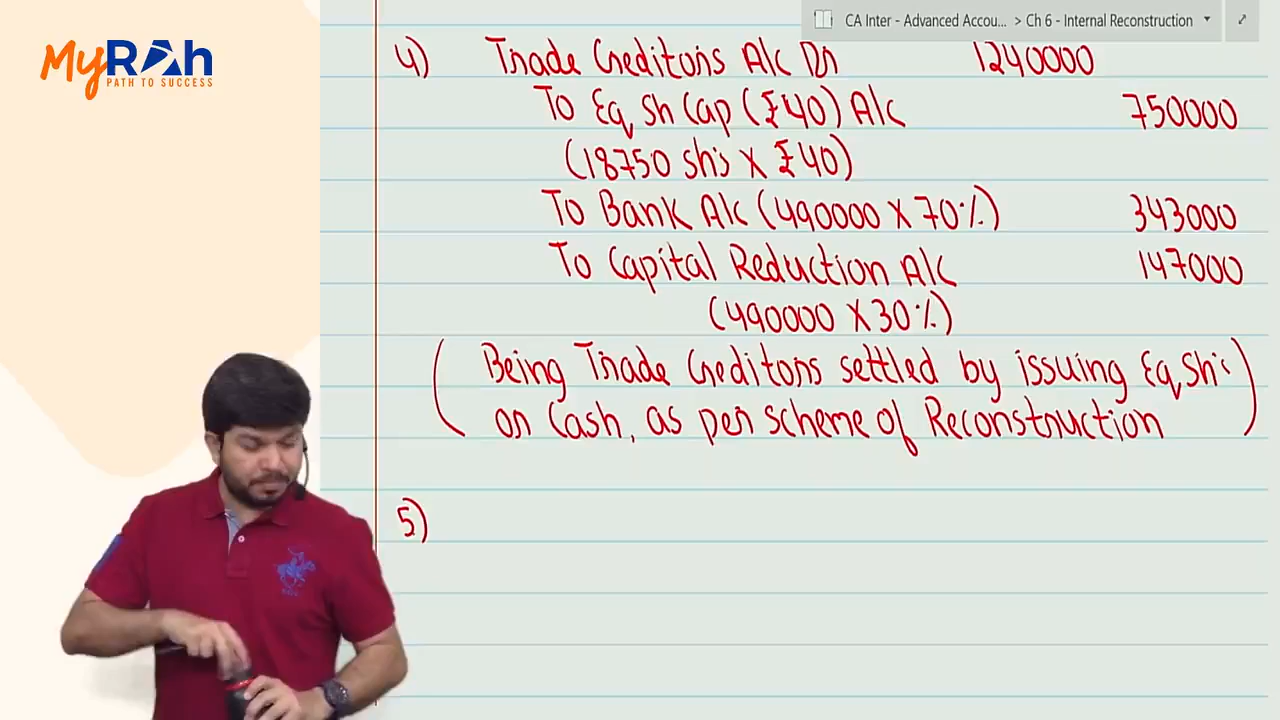 MyRAh
PATH TO SUCCESS
CA Inter - Advanced Accou... > Ch 6 - Internal Reconstruction
4) Trade Creditors A/c Dr 1240000
To Eq Sh Cap (₹40) A/c 750000
(18750 sh's X ₹40)
To Bank A/c (490000 X 70%) 343000
To Capital Reduction A/c 147000
(490000 X 30%)
(Being Trade Creditors settled by issuing Eq Sh's
or Cash, as per scheme of Reconstruction)
5)